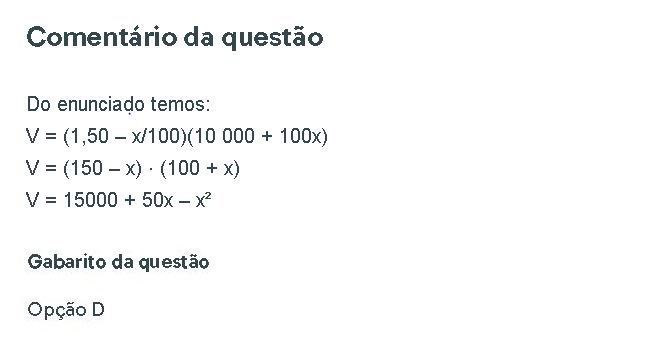 Comentário da questão
Do enunciado temos:
V = (1,50 – x/100)(10 000 + 100x)
V = (150 – x) · (100 + x)
V = 15000 + 50x – x²
Gabarito da questão
Opção D